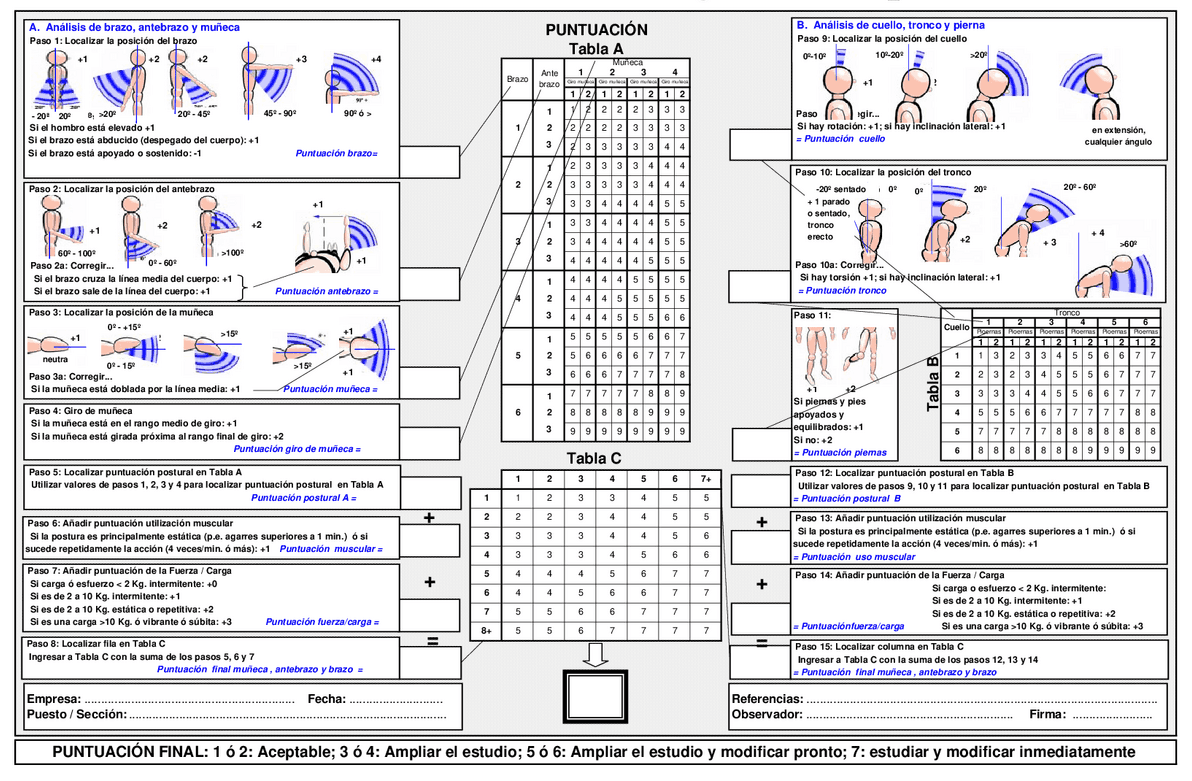 A. Análisis de brazo, antebrazo y muñeca
Paso 1: Localizar la posición del brazo
+1 +2 +2 +3 +4
- 20º 20º >20º 20º - 45º 45º - 90º 90º ó >
Si el hombro está elevado +1
Si el brazo está abducido (despegado del cuerpo): +1
Si el brazo está apoyado o sostenido: -1 Puntuación brazo=
Paso 2: Localizar la posición del antebrazo
+1 +2 +2 +1 +1
60º - 100º 0º - 60º >100º
Paso 2a: Corregir...
Si el brazo cruza la línea media del cuerpo: +1
Si el brazo sale de la línea del cuerpo: +1 Puntuación antebrazo =
Paso 3: Localizar la posición de la muñeca
0º - +15º >15º +1
+1
neutra 0º - 15º >15º +1
Paso 3a: Corregir...
Si la muñeca está doblada por la línea media: +1 Puntuación muñeca =
Paso 4: Giro de muñeca
Si la muñeca está en el rango medio de giro: +1
Si la muñeca está girada próxima al rango final de giro: +2
Puntuación giro de muñeca =
Paso 5: Localizar puntuación postural en Tabla A
Utilizar valores de pasos 1, 2, 3 y 4 para localizar puntuación postural en Tabla A
Puntuación postural A =
+
Paso 6: Añadir puntuación utilización muscular
Si la postura es principalmente estática (p.e. agarres superiores a 1 min.) ó si
sucede repetidamente la acción (4 veces/min. ó más): +1 Puntuación muscular =
+
Paso 7: Añadir puntuación de la Fuerza / Carga
Si carga ó esfuerzo < 2 Kg. intermitente: +0
Si es de 2 a 10 Kg. intermitente: +1
Si es de 2 a 10 Kg. estática o repetitiva: +2
Si es una carga >10 Kg. ó vibrante ó súbita: +3 Puntuación fuerza/carga =
=
Paso 8: Localizar fila en Tabla C
Ingresar a Tabla C con la suma de los pasos 5, 6 y 7
Puntuación final muñeca , antebrazo y brazo =
Empresa: Fecha:
Puesto / Sección:
PUNTUACIÓN
Tabla A
Muñeca
Brazo Ante brazo 1 2 3 4
Giro muñeca Giro muñeca Giro muñeca Giro muñeca
1 2 1 2 1 2 1 2
1 1 1 2 2 2 2 3 3 3
2 2 2 2 2 3 3 3 3
3 2 3 3 3 3 3 4 4
2 1 2 3 3 3 3 4 4 4
2 3 3 3 3 3 4 4 4
3 3 3 4 4 4 4 5 5
3 1 3 3 4 4 4 4 5 5
2 3 4 4 4 4 4 5 5
3 4 4 4 4 4 5 5 5
4 1 4 4 4 4 4 5 5 5
2 4 4 4 5 5 5 5 5
3 4 4 4 5 5 5 6 6
5 1 5 5 5 5 5 6 6 7
2 5 6 6 6 6 7 7 7
3 6 6 6 7 7 7 7 8
6 1 7 7 7 7 7 8 8 9
2 8 8 8 8 8 9 9 9
3 9 9 9 9 9 9 9 9
Tabla C
1 2 3 4 5 6 7+
1 1 2 3 3 4 5 5
2 2 2 3 4 4 5 5
3 3 3 3 4 4 5 6
4 3 3 3 4 5 6 6
5 4 4 4 5 6 7 7
6 4 4 5 6 6 7 7
7 5 5 6 6 7 7 7
8+ 5 5 6 7 7 7 7
B. Análisis de cuello, tronco y pierna
Paso 9: Localizar la posición del cuello
0º-10º 10º-20º >20º
+1
Paso egir...
Si hay rotación: +1; si hay inclinación lateral: +1
= Puntuación cuello
en extensión,
cualquier ángulo
Paso 10: Localizar la posición del tronco
-20º sentado 0º 0º 20º 20º - 60º
+ 1 parado
o sentado,
tronco
erecto
+2 + 3 + 4 >60º
Paso 10a: Corregir...
Si hay torsión +1; si hay inclinación lateral: +1
= Puntuación tronco
Paso 11:
+1 +2
Si piernas y pies
apoyados y
equilibrados: +1
Si no: +2
= Puntuación piernas
Tabla B
Tronco
Cuello 1 2 3 4 5 6
Pioernas Pioernas Pioernas Pioernas Pioernas Pioernas
1 2 1 2 1 2 1 2 1 2 1 2
1 1 3 2 3 3 4 5 5 6 6 7 7
2 2 3 2 3 4 5 5 5 6 7 7 7
3 3 3 3 4 4 5 5 6 6 7 7 7
4 5 5 5 6 6 7 7 7 7 7 8 8
5 7 7 7 7 7 8 8 8 8 8 8 8
6 8 8 8 8 8 8 8 9 9 9 9 9
Paso 12: Localizar puntuación postural en Tabla B
Utilizar valores de pasos 9, 10 y 11 para localizar puntuación postural en Tabla B
= Puntuación postural B
+
Paso 13: Añadir puntuación utilización muscular
Si la postura es principalmente estática (p.e. agarres superiores a 1 min.) ó si
sucede repetidamente la acción (4 veces/min. ó más): +1
= Puntuación uso muscular
+
Paso 14: Añadir puntuación de la Fuerza / Carga
Si carga o esfuerzo < 2 Kg. intermitente:
Si es de 2 a 10 Kg. intermitente: +1
Si es de 2 a 10 Kg. estática o repetitiva: +2
= Puntuaciónfuerza/carga Si es una carga >10 Kg. ó vibrante ó súbita: +3
=
Paso 15: Localizar columna en Tabla C
Ingresar a Tabla C con la suma de los pasos 12, 13 y 14
= Puntuación final muñeca , antebrazo y brazo
Referencias:
Observador: Firma:
PUNTUACIÓN FINAL: 1 ó 2: Aceptable; 3 ó 4: Ampliar el estudio; 5 ó 6: Ampliar el estudio y modificar pronto; 7: estudiar y modificar inmediatamente